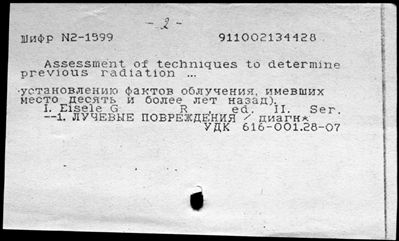 - 2
шифр N2-1599 911002134428
Assessment of techniques to determine
previous radiation ...
установлению фактов облучения, имевших
место десять и более лет назад).
I. Eisele G R ed. II. Ser.
--1. ЛУЧЕВЫЕ ПОВРЕЖДЕНИЯ / диагн*
УДК 616-001.28-07